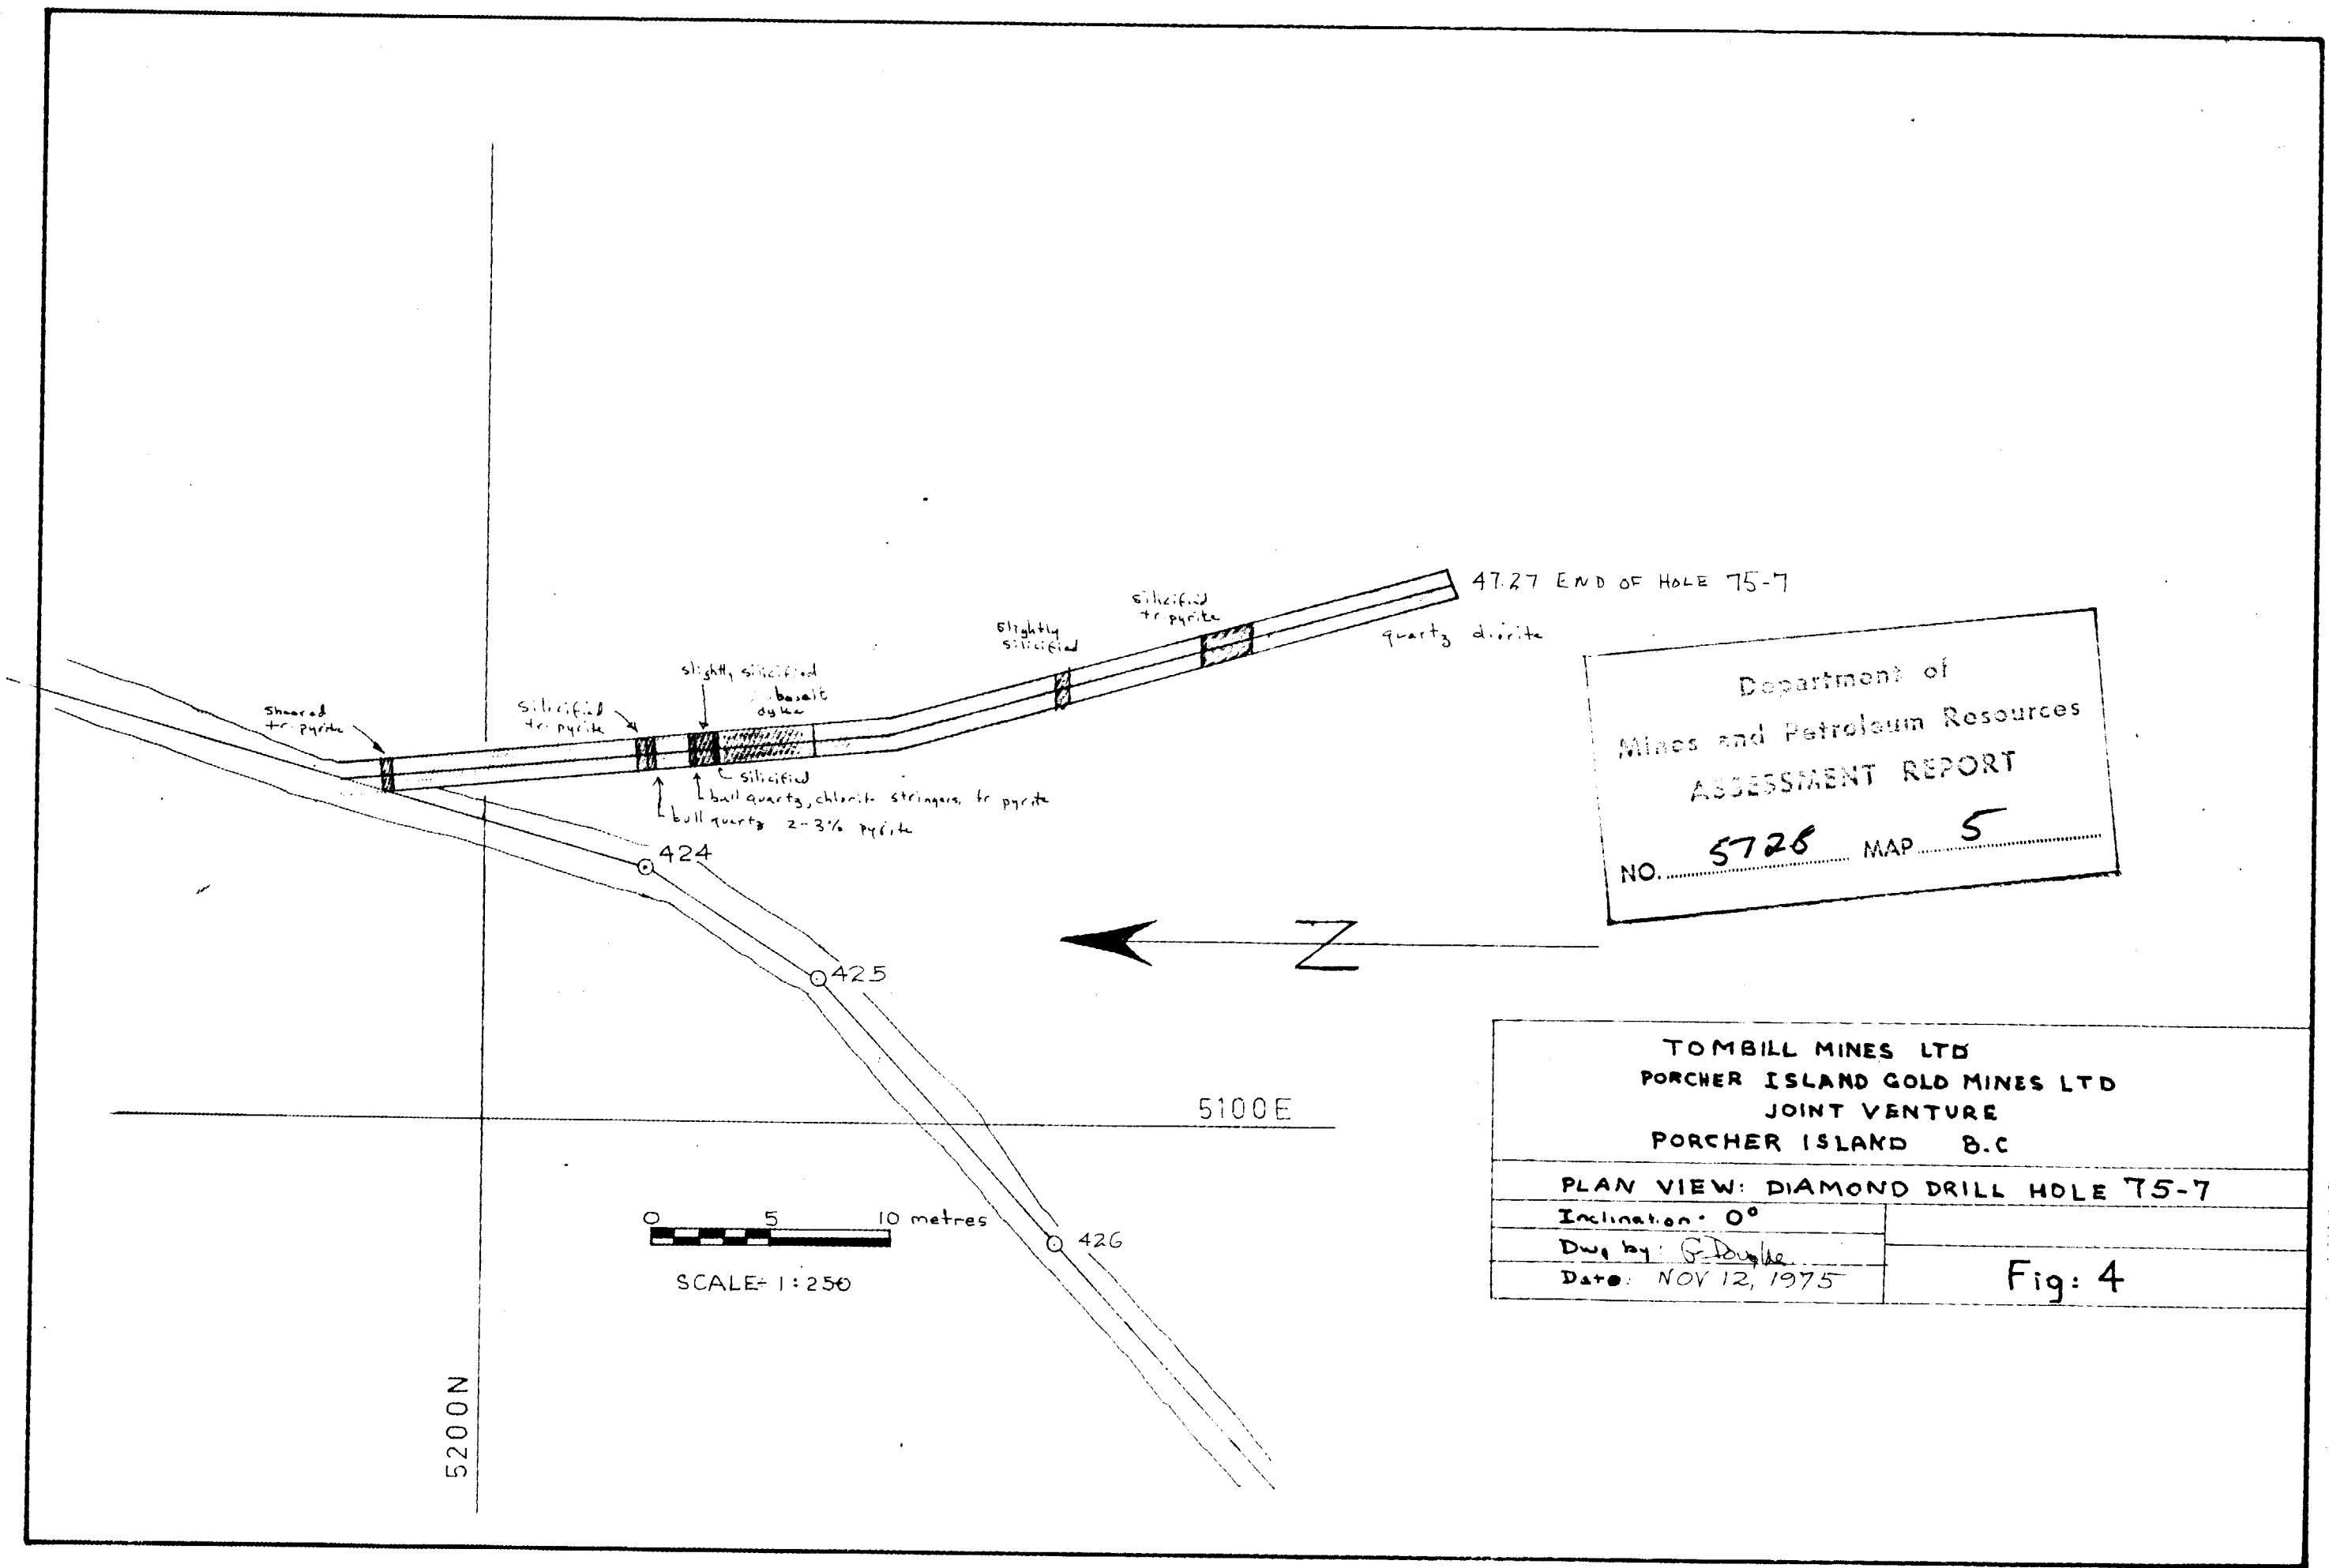 47.27 END OF HOLE 75-7
quartz diorite
silicified
tr pyrite
Slightly
silicified
slightly silicified
basalt
dyke
Silicified
tr. pyrite
Sheared
tr. pyrite
silicified
bull quartz, chlorite stringers, tr pyrite
bull quartz 2-3% pyrite
424
425
426
N
5100E
5200N
0 5 10 metres
SCALE- 1:250
Department of
Mines and Petroleum Resources
ASSESSMENT REPORT
NO. 5728 MAP 5
TOMBILL MINES LTD
PORCHER ISLAND GOLD MINES LTD
JOINT VENTURE
PORCHER ISLAND B.C
PLAN VIEW: DIAMOND DRILL HOLE 75-7
Inclination: 0°
Dwg by:
Date: NOV 12, 1975
Fig: 4